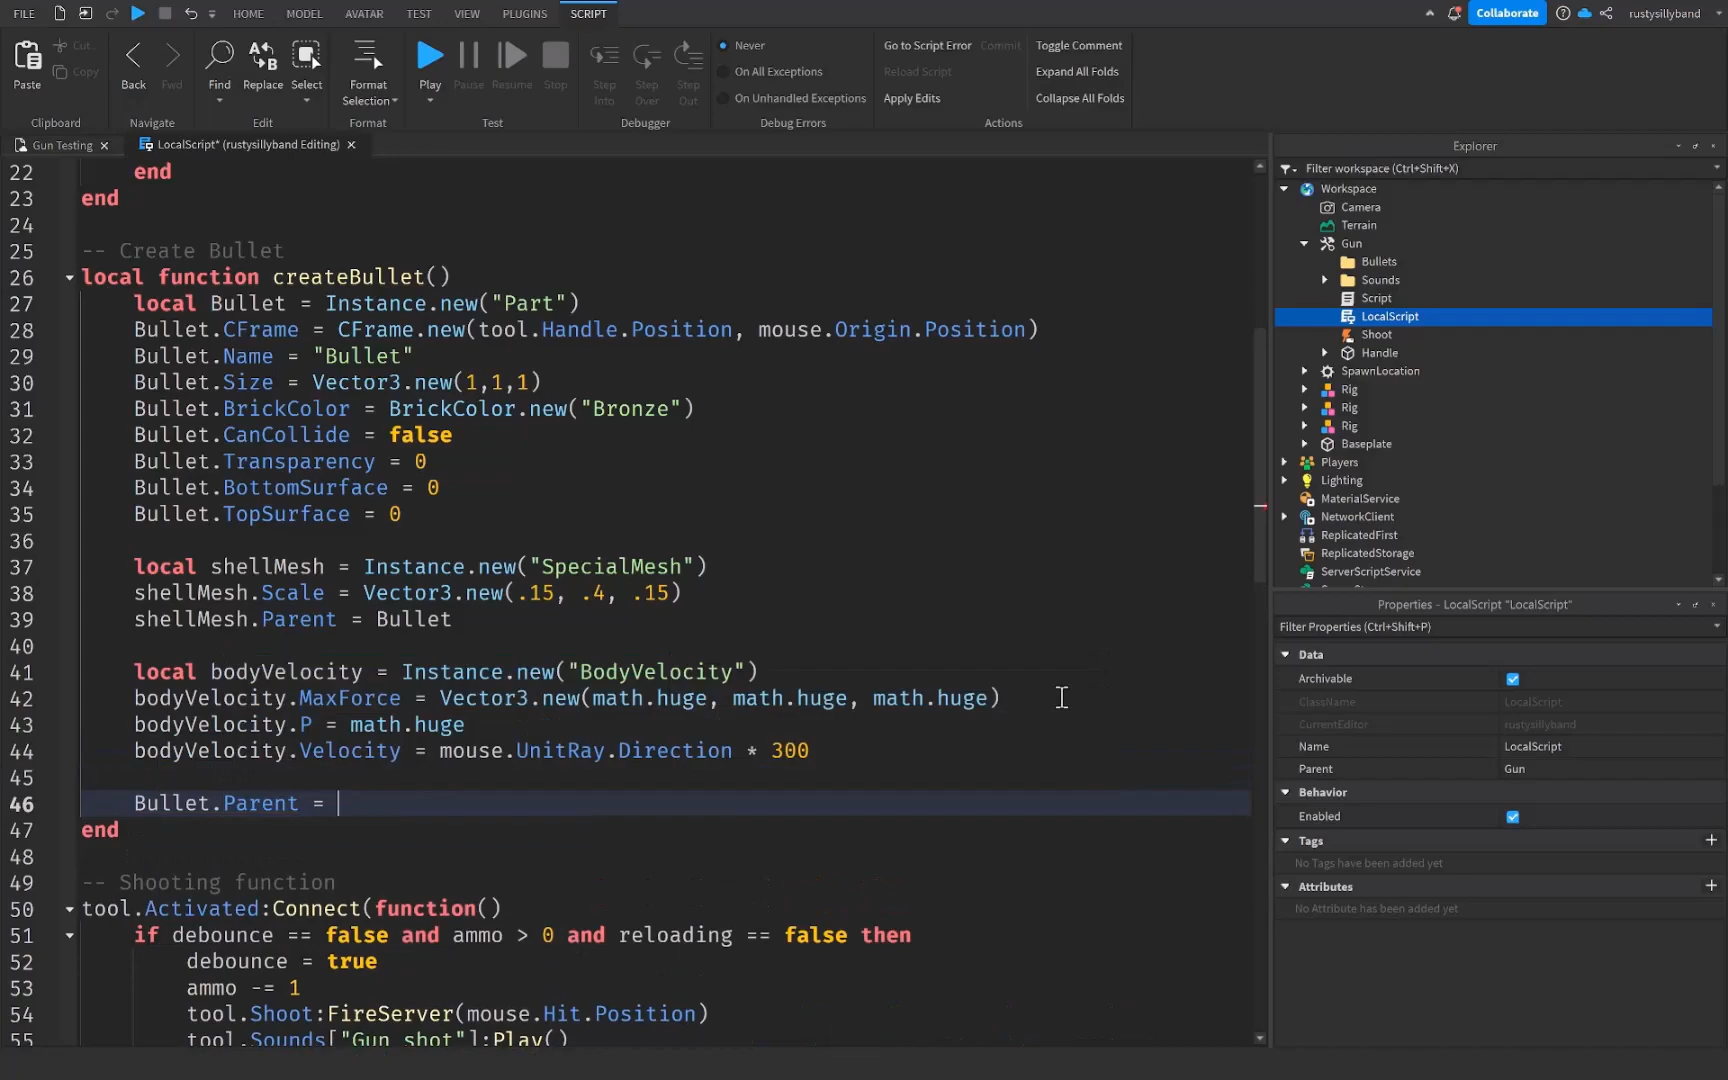 FILE HOME MODEL AVATAR TEST VIEW PLUGINS SCRIPT Collaborate rustysillyband
Paste Cut Copy
Clipboard
Back Fwd
Navigate
Find Replace Select
Edit
Format Selection
Format
Play Pause Resume Stop
Test
Step Into Step Over Step Out
Debugger
Never
On All Exceptions
On Unhandled Exceptions
Debug Errors
Go to Script Error Commit
Reload Script
Apply Edits
Toggle Comment
Expand All Folds
Collapse All Folds
Actions
Gun Testing
LocalScript* (rustysillyband Editing)
22 end
23 end
24
25 -- Create Bullet
26 local function createBullet()
27 local Bullet = Instance.new("Part")
28 Bullet.CFrame = CFrame.new(tool.Handle.Position, mouse.Origin.Position)
29 Bullet.Name = "Bullet"
30 Bullet.Size = Vector3.new(1,1,1)
31 Bullet.BrickColor = BrickColor.new("Bronze")
32 Bullet.CanCollide = false
33 Bullet.Transparency = 0
34 Bullet.BottomSurface = 0
35 Bullet.TopSurface = 0
36
37 local shellMesh = Instance.new("SpecialMesh")
38 shellMesh.Scale = Vector3.new(.15, .4, .15)
39 shellMesh.Parent = Bullet
40
41 local bodyVelocity = Instance.new("BodyVelocity")
42 bodyVelocity.MaxForce = Vector3.new(math.huge, math.huge, math.huge)
43 bodyVelocity.P = math.huge
44 bodyVelocity.Velocity = mouse.UnitRay.Direction * 300
45
46 Bullet.Parent =
47 end
48
49 -- Shooting function
50 tool.Activated:Connect(function()
51 if debounce == false and ammo > 0 and reloading == false then
52 debounce = true
53 ammo -= 1
54 tool.Shoot:FireServer(mouse.Hit.Position)
55 tool.Sounds["Gun shot"]:Play()
Explorer
Filter workspace (Ctrl+Shift+X)
Workspace
Camera
Terrain
Gun
Bullets
Sounds
Script
LocalScript
Shoot
Handle
SpawnLocation
Rig
Rig
Rig
Baseplate
Players
Lighting
MaterialService
NetworkClient
ReplicatedFirst
ReplicatedStorage
ServerScriptService
Properties - LocalScript "LocalScript"
Filter Properties (Ctrl+Shift+P)
Data
Archivable
ClassName LocalScript
CurrentEditor rustysillyband
Name LocalScript
Parent Gun
Behavior
Enabled
Tags
No Tags have been added yet
Attributes
No Attribute has been added yet